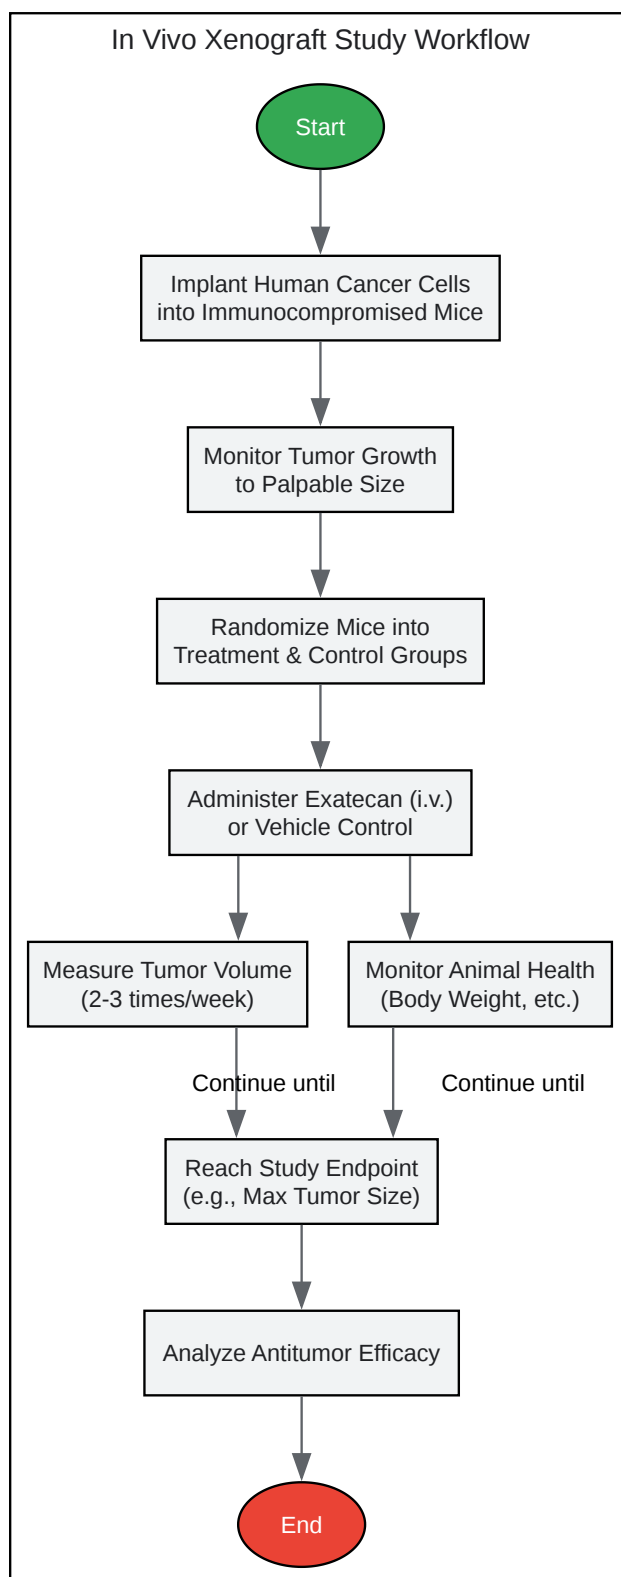 In Vivo Xenograft Study Workflow
Start
Implant Human Cancer Cells
into Immunocompromised Mice
Monitor Tumor Growth
to Palpable Size
Randomize Mice into
Treatment & Control Groups
Administer Exatecan (i.v.)
or Vehicle Control
Measure Tumor Volume
(2-3 times/week)
Monitor Animal Health
(Body Weight, etc.)
Continue until
Continue until
Reach Study Endpoint
(e.g., Max Tumor Size)
Analyze Antitumor Efficacy
End